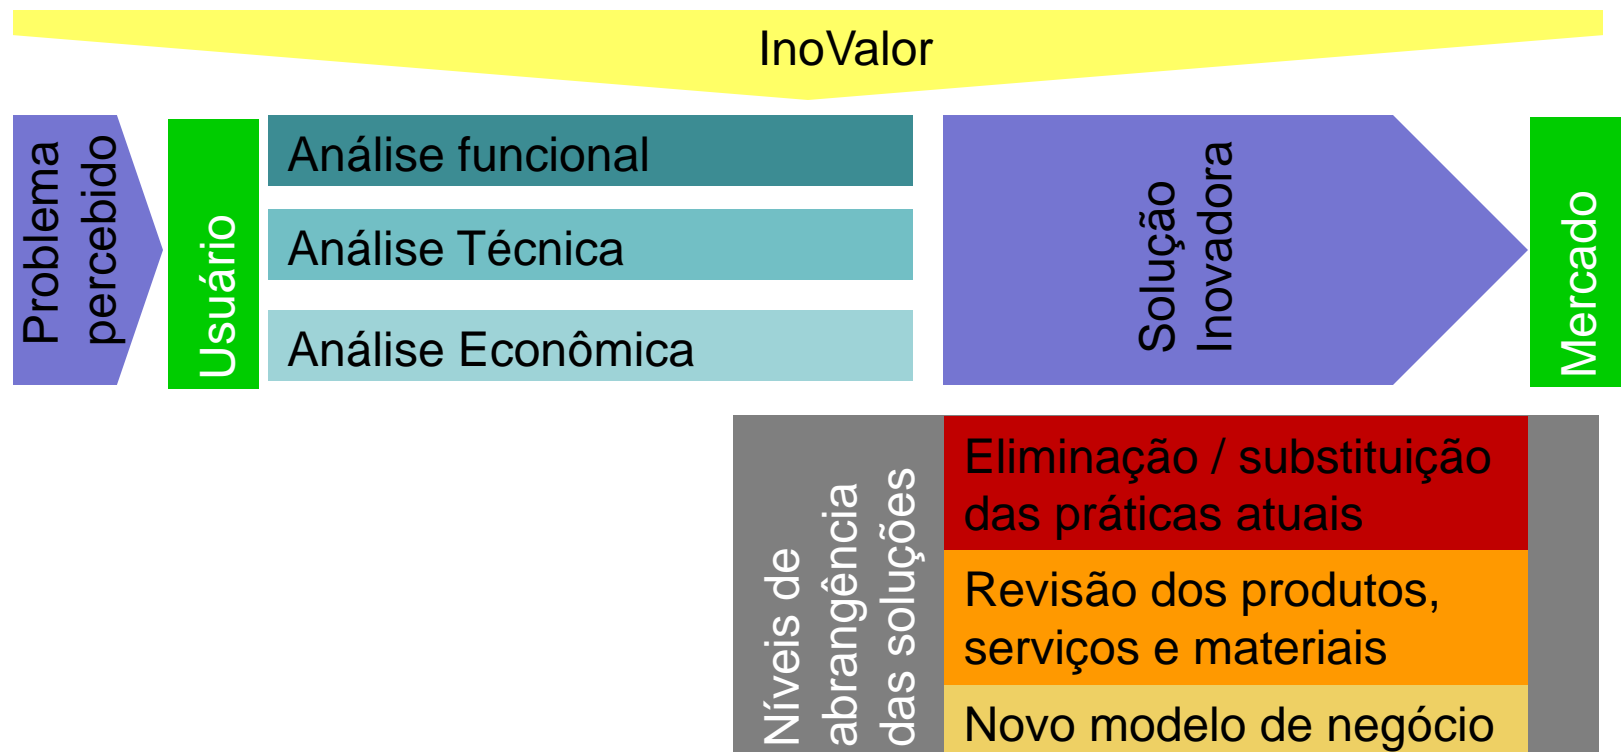 InoValor
Problema
percebido
Usuário
Análise funcional
Análise Técnica
Análise Econômica
Solução
Inovadora
Mercado
Níveis de
abrangência
das soluções
Eliminação / substituição
das práticas atuais
Revisão dos produtos,
serviços e materiais
Novo modelo de negócio